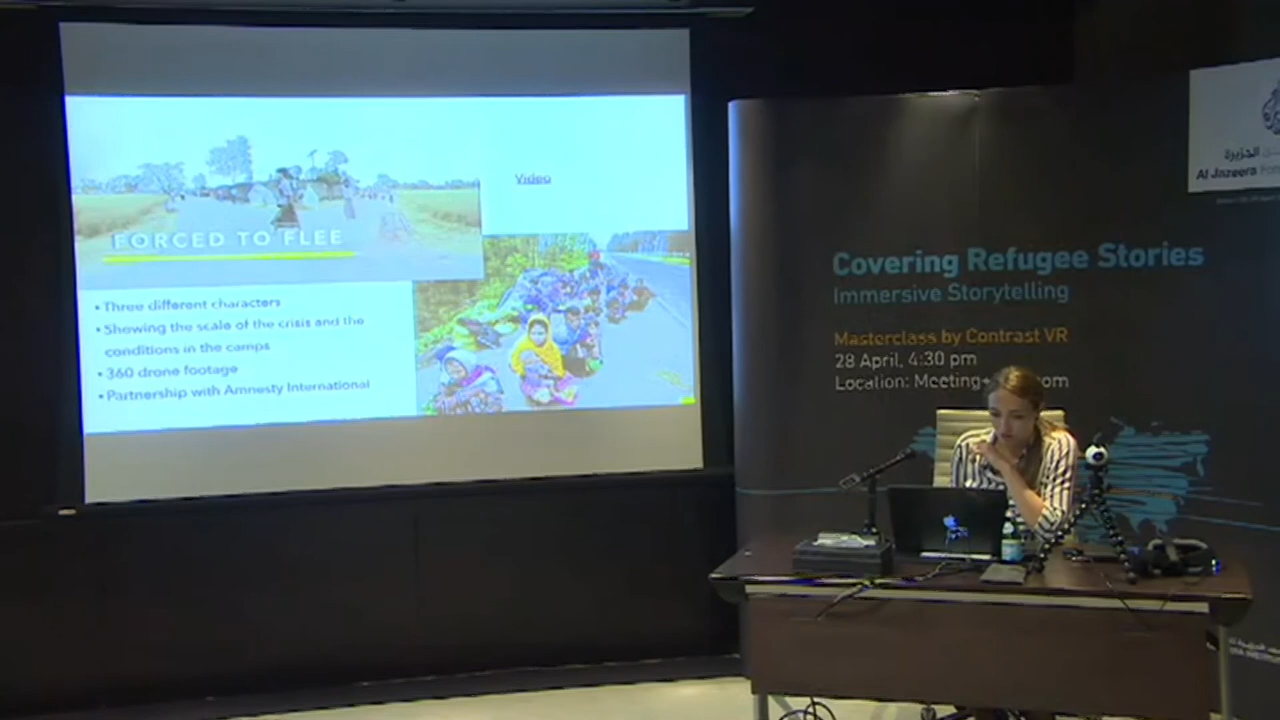 FORCED TO FLEE
Video
• Three different characters
• Showing the scale of the crisis and the
conditions in the camps
• 360 drone footage
• Partnership with Amnesty International
الجزيرة
Al Jazeera
Covering Refugee Stories
Immersive Storytelling
Masterclass by Contrast VR
28 April, 4:30 pm
Location: Meeting